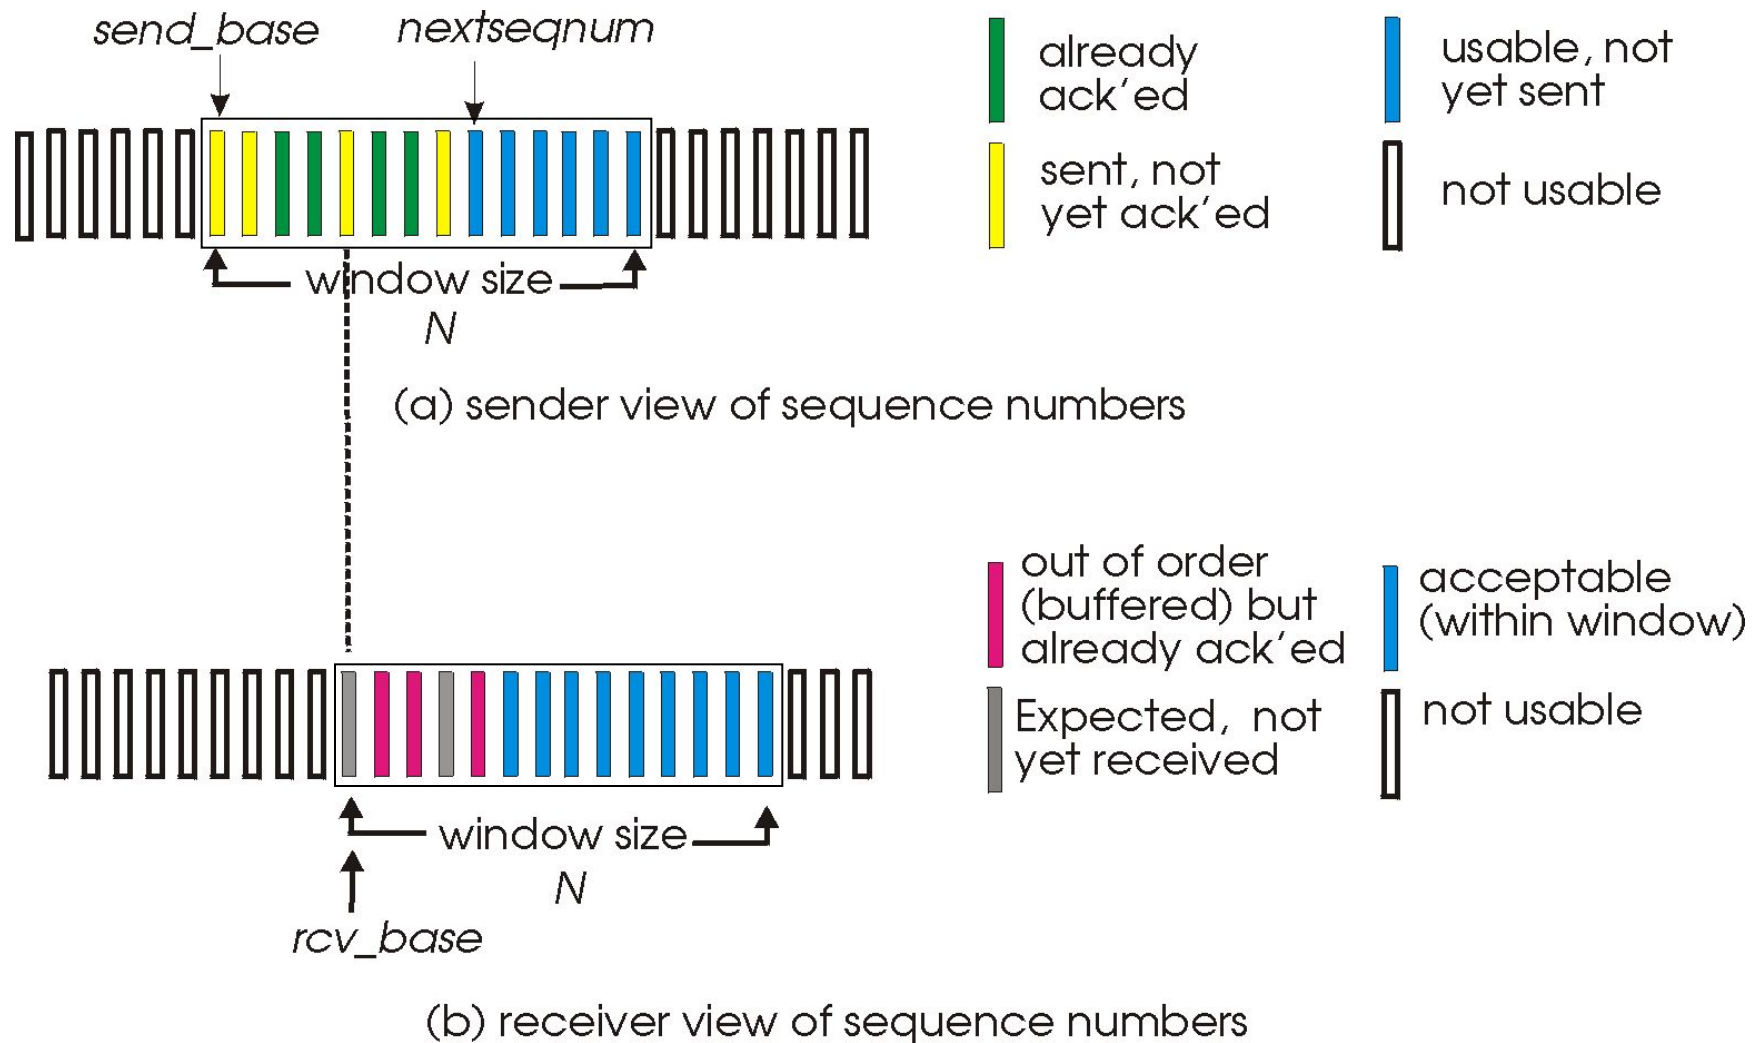 send_base
nextseqnum
already
ack'ed
usable, not
yet sent
sent, not
yet ack'ed
not usable
window size
N
(a) sender view of sequence numbers
out of order
(buffered) but
already ack'ed
acceptable
(within window)
Expected, not
yet received
not usable
window size
N
rcv_base
(b) receiver view of sequence numbers